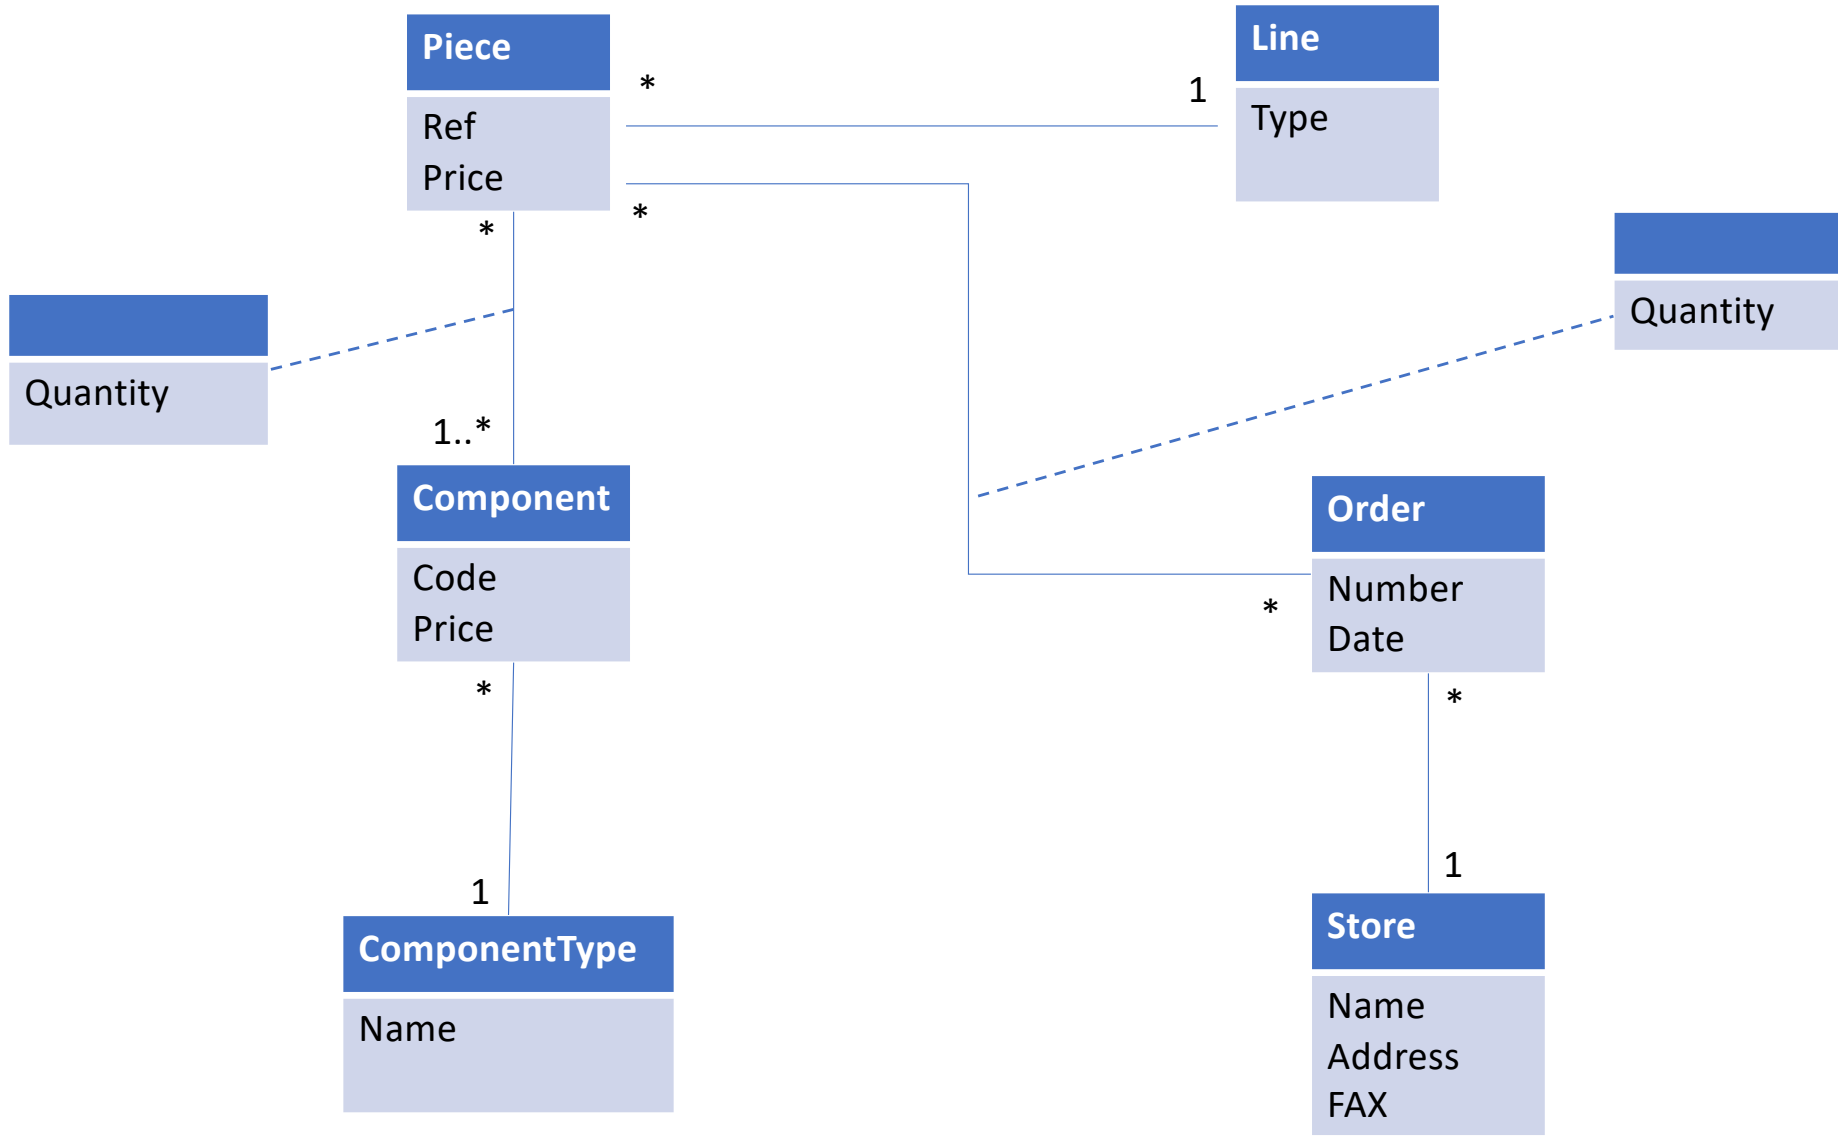 Piece
Ref
Price
*
1
Line
Type
*
*
Quantity
Quantity
1..*
Component
Code
Price
*
Order
Number
Date
*
*
1
ComponentType
Name
1
Store
Name
Address
FAX